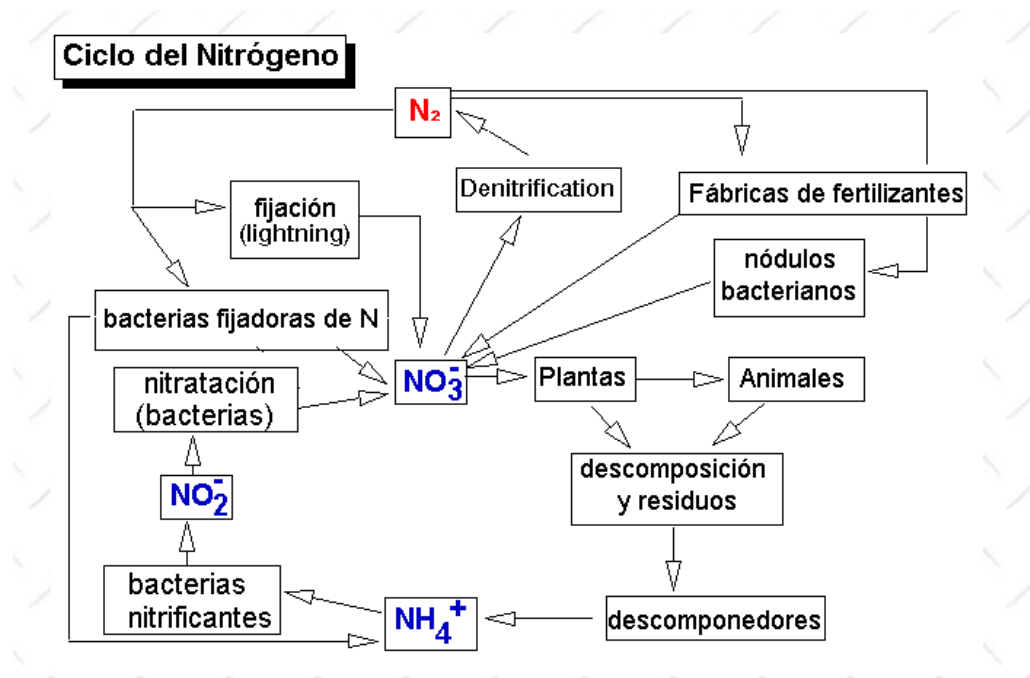 Ciclo del Nitrógeno
N₂
Denitrification
Fábricas de fertilizantes
fijación
(lightning)
nódulos
bacterianos
bacterias fijadoras de N
NO₃⁻
Plantas
Animales
nitratación
(bacterias)
descomposición
y residuos
NO₂⁻
bacterias
nitrificantes
NH₄⁺
descomponedores